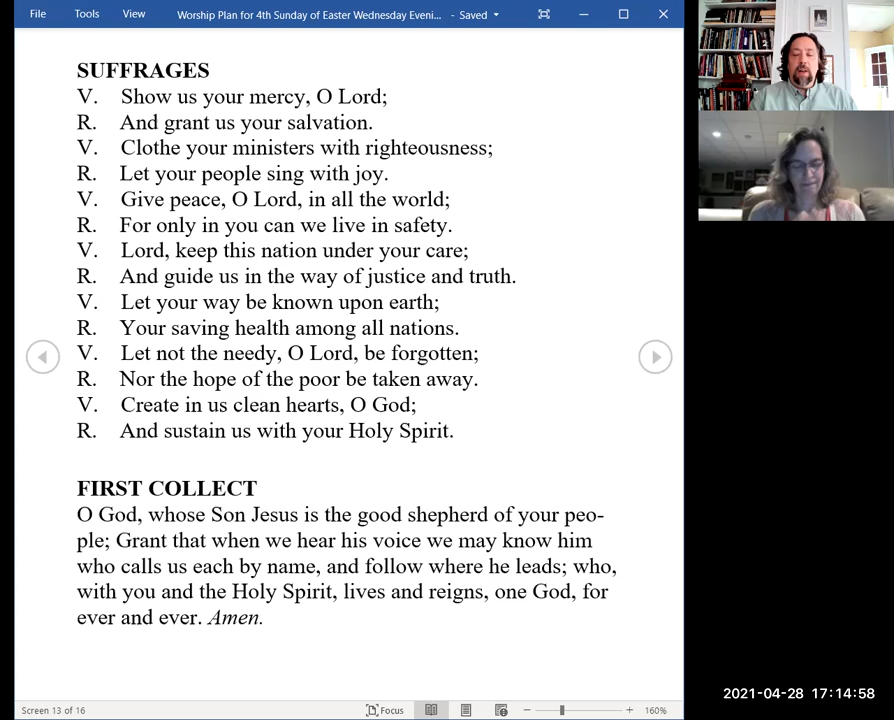 File Tools View Worship Plan for 4th Sunday of Easter Wednesday Eveni... - Saved
SUFFRAGES
V. Show us your mercy, O Lord;
R. And grant us your salvation.
V. Clothe your ministers with righteousness;
R. Let your people sing with joy.
V. Give peace, O Lord, in all the world;
R. For only in you can we live in safety.
V. Lord, keep this nation under your care;
R. And guide us in the way of justice and truth.
V. Let your way be known upon earth;
R. Your saving health among all nations.
V. Let not the needy, O Lord, be forgotten;
R. Nor the hope of the poor be taken away.
V. Create in us clean hearts, O God;
R. And sustain us with your Holy Spirit.
FIRST COLLECT
O God, whose Son Jesus is the good shepherd of your peo-
ple; Grant that when we hear his voice we may know him
who calls us each by name, and follow where he leads; who,
with you and the Holy Spirit, lives and reigns, one God, for
ever and ever. Amen.
2021-04-28 17:14:58
Screen 13 of 16 Focus 160%